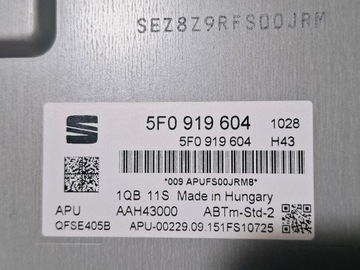 SEZ8Z9RFS00JRM
5F0 919 604 1028
5F0 919 604 H43
*009 APUFS00JRM8*
1QB 11S Made in Hungary
APU AAH43000 ABTm-Std-2
QFSE405B APU-00229.09.151FS10725